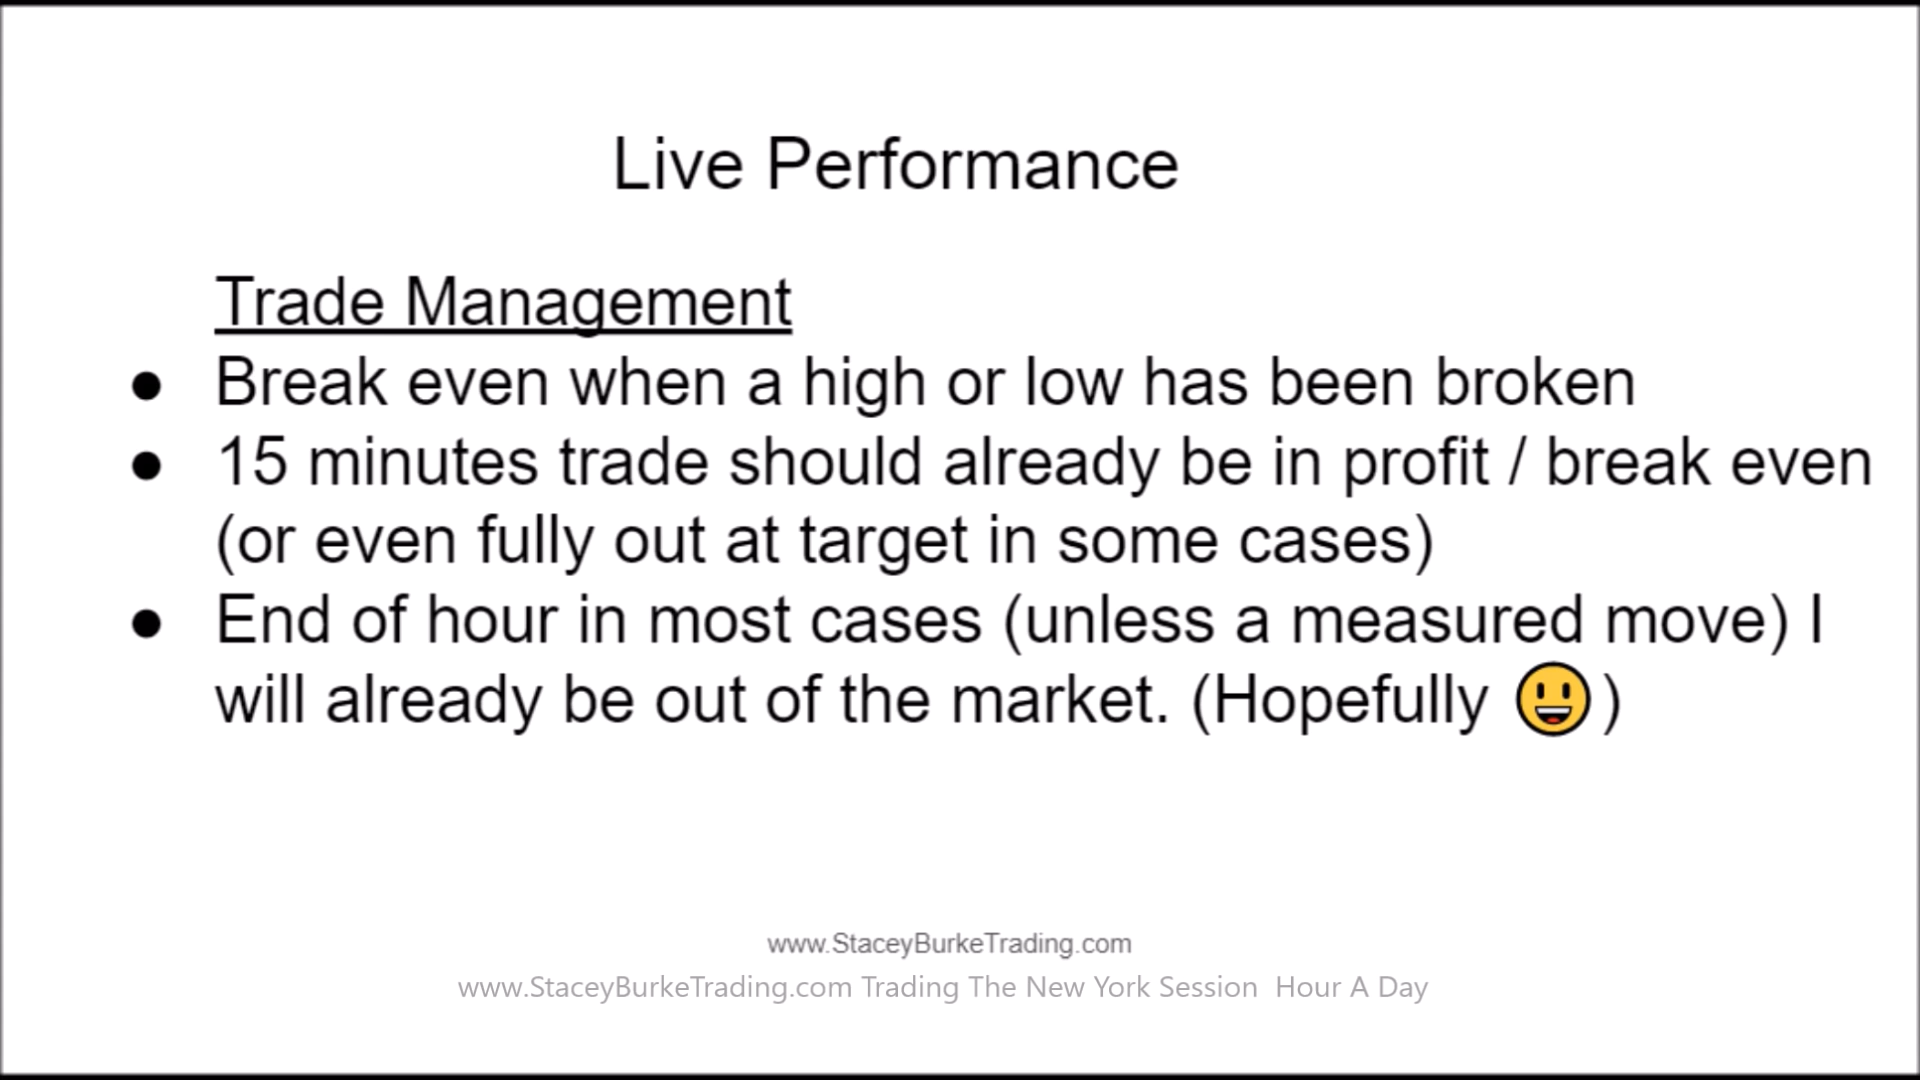 Live Performance
Trade Management
● Break even when a high or low has been broken
● 15 minutes trade should already be in profit / break even
(or even fully out at target in some cases)
● End of hour in most cases (unless a measured move) I
will already be out of the market. (Hopefully 😃)
www.StaceyBurkeTrading.com
www.StaceyBurkeTrading.com Trading The New York Session  Hour A Day